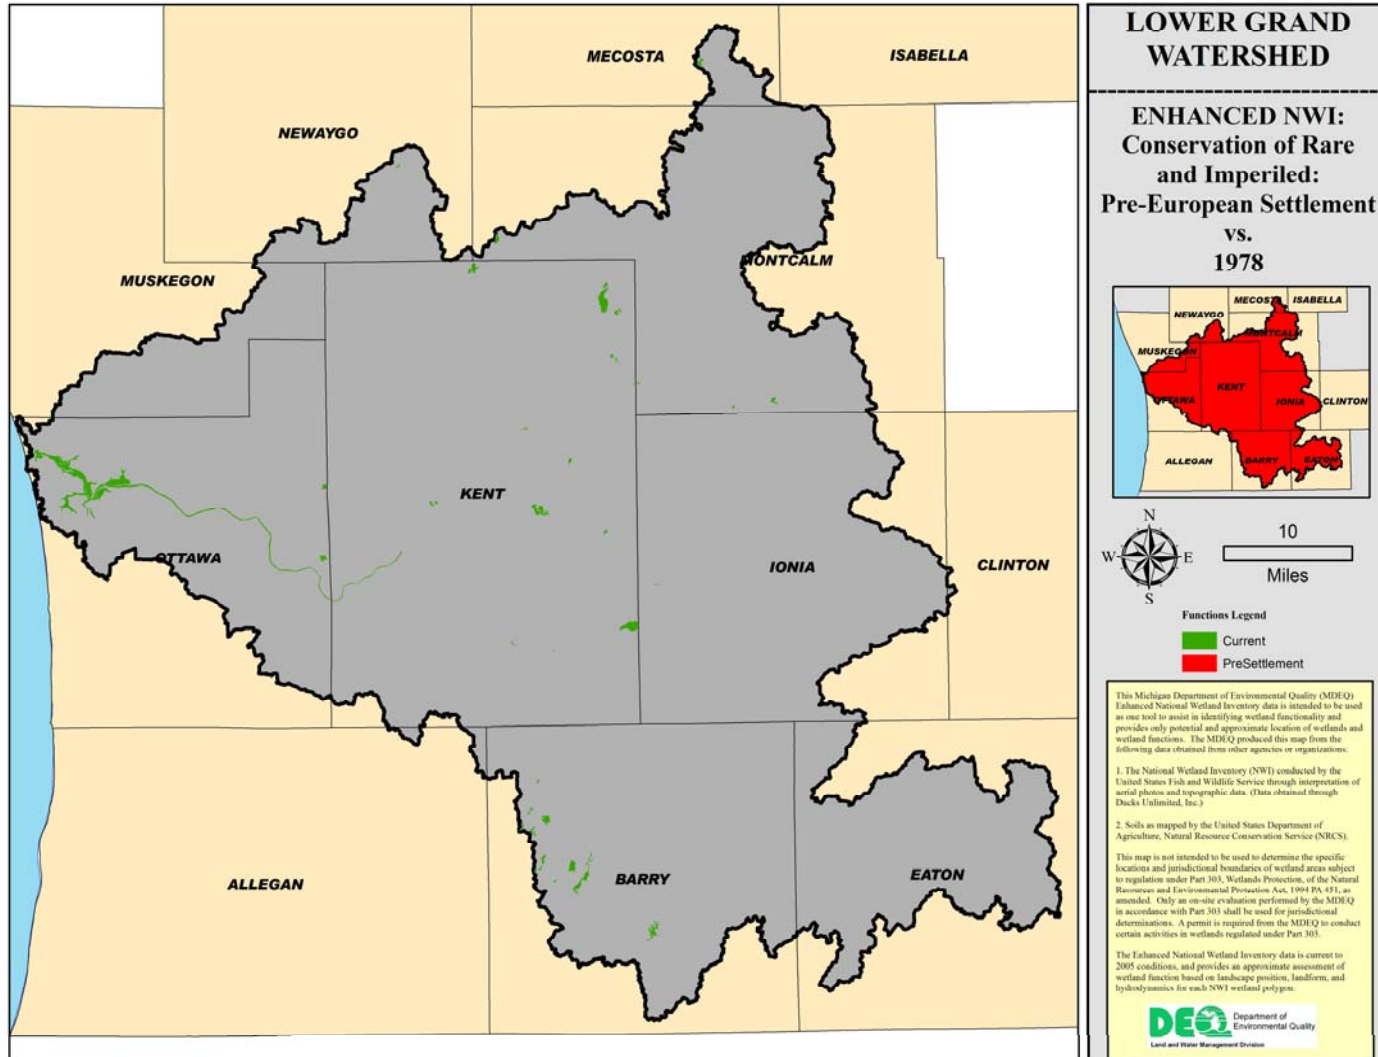 MECOSTA
ISABELLA
NEWAYGO
MUSKEGON
MONTCALM
KENT
OTTAWA
IONIA
CLINTON
ALLEGAN
BARRY
EATON
LOWER GRAND
WATERSHED
ENHANCED NWI:
Conservation of Rare
and Imperiled:
Pre-European Settlement
vs.
1978
MECOSTA
ISABELLA
NEWAYGO
MONTCALM
MUSKEGON
KENT
OTTAWA
IONIA
CLINTON
ALLEGAN
BARRY
EATON
N
W
E
S
10
Miles
Functions Legend
Current
PreSettlement
This Michigan Department of Environmental Quality (MDEQ)
Enhanced National Wetland Inventory data is intended to be used
as one tool to assist in identifying wetland functionality and
provides only potential and approximate location of wetlands and
wetland functions. The MDEQ produced this map from the
following data obtained from other agencies or organizations.
1. The National Wetland Inventory (NWI) conducted by the
United States Fish and Wildlife Service through interpretation of
aerial photos and topographic data. (Data obtained through
Ducks Unlimited, Inc.)
2. Soils as mapped by the United States Department of
Agriculture, Natural Resource Conservation Service (NRCS).
This map is not intended to be used to determine the specific
locations and jurisdictional boundaries of wetland areas subject
to regulation under Part 303, Wetlands Protection, of the Natural
Resources and Environmental Protection Act, 1994 PA 451, as
amended. Only an on-site evaluation performed by the MDEQ
in accordance with Part 303 shall be used for jurisdictional
determinations. A permit is required from the MDEQ to conduct
certain activities in wetlands regulated under Part 303.
The Enhanced National Wetland Inventory data is current to
2005 conditions, and provides an approximate assessment of
wetland function based on landscape position, landform, and
hydrodynamics for each NWI wetland polygon.
DEQ
Department of
Environmental Quality
Land and Water Management Division